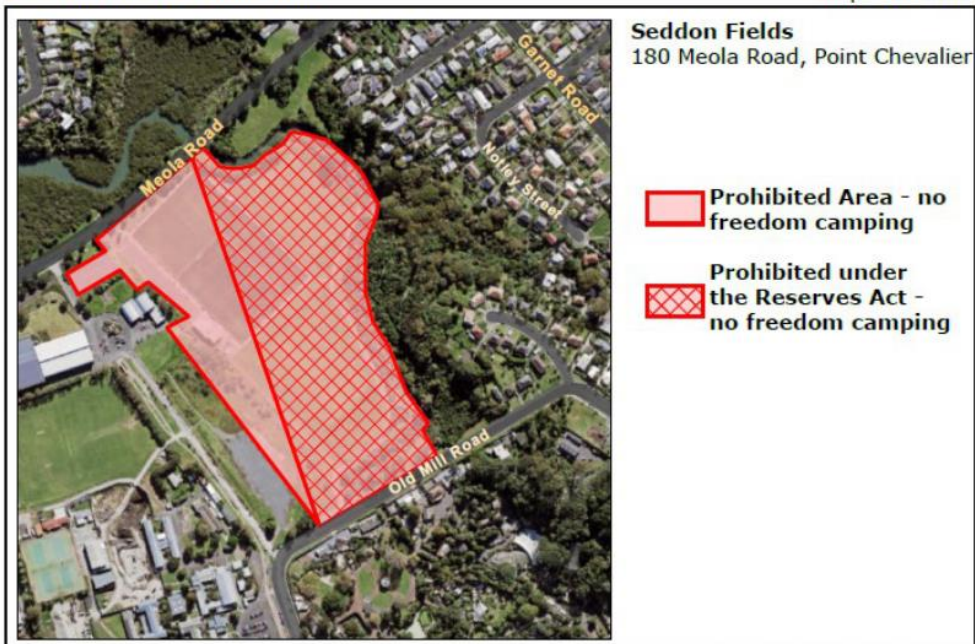 Seddon Fields
180 Meola Road, Point Chevalier
Garnet Road
Notley Street
Meola Road
Old Mill Road
Prohibited Area - no
freedom camping
Prohibited under
the Reserves Act -
no freedom camping